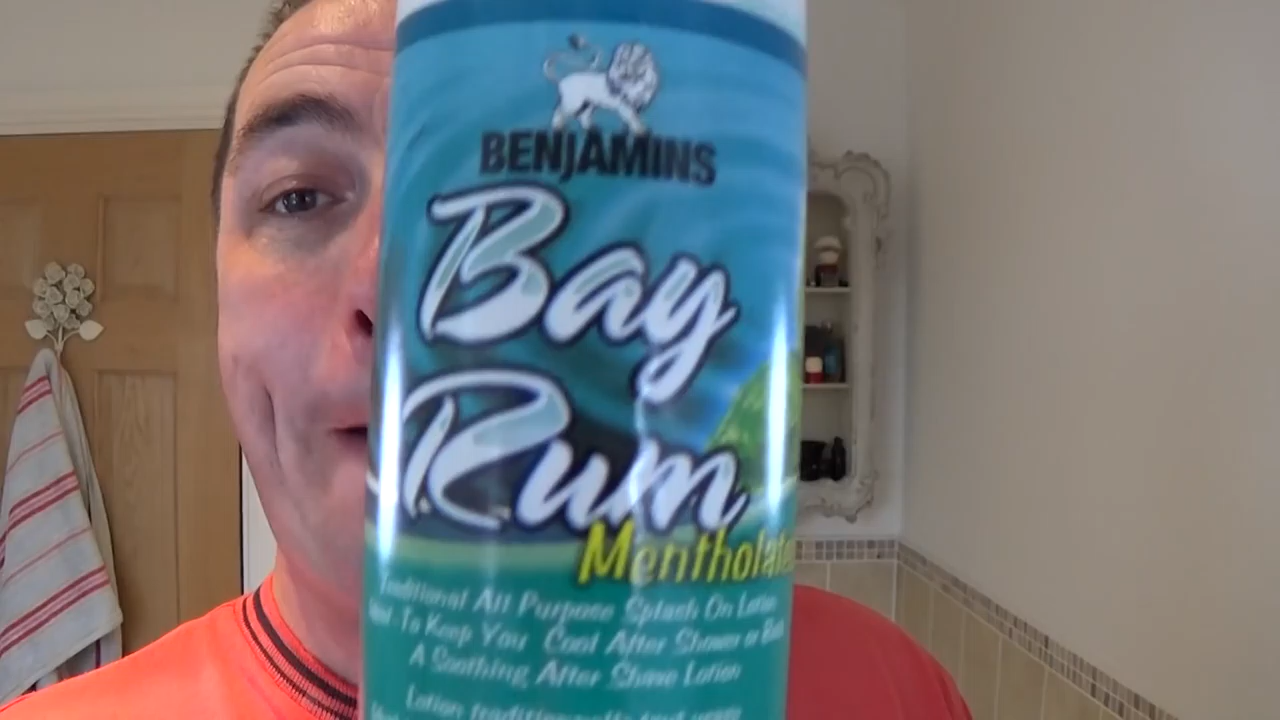 BENJAMINS
Bay
Rum
Mentholate
Traditional All Purpose Splash On Lotion
To Keep You Cool After Shower or Bath
A Soothing After Shave Lotion
Lotion